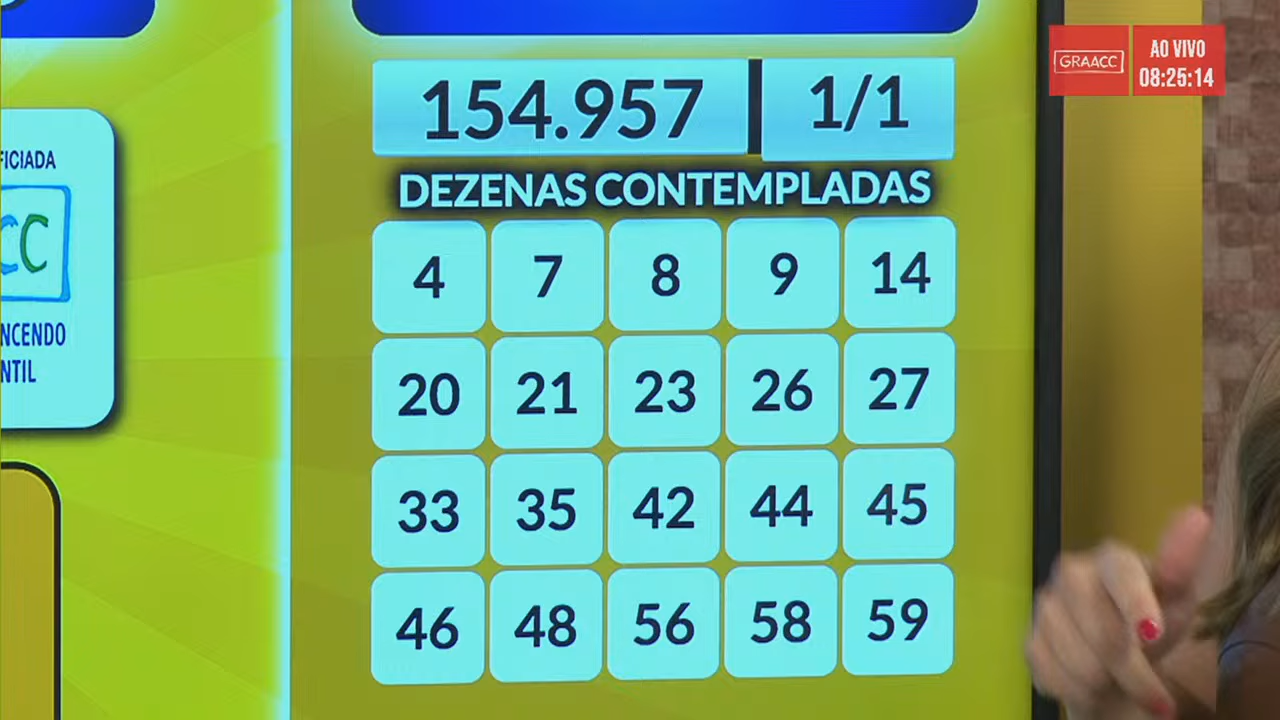 GRAACC
AO VIVO
08:25:14
154.957 1/1
DEZENAS CONTEMPLADAS
4 7 8 9 14
20 21 23 26 27
33 35 42 44 45
46 48 56 58 59
FICIADA
CC
NCENDO
NTIL